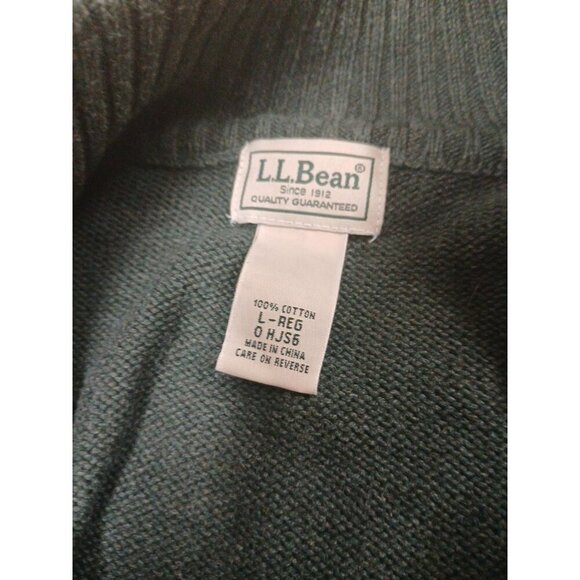 L.L.Bean®
Since 1912
QUALITY GUARANTEED
100% COTTON
L-REG
0 HJS6
MADE IN CHINA
CARE ON REVERSE